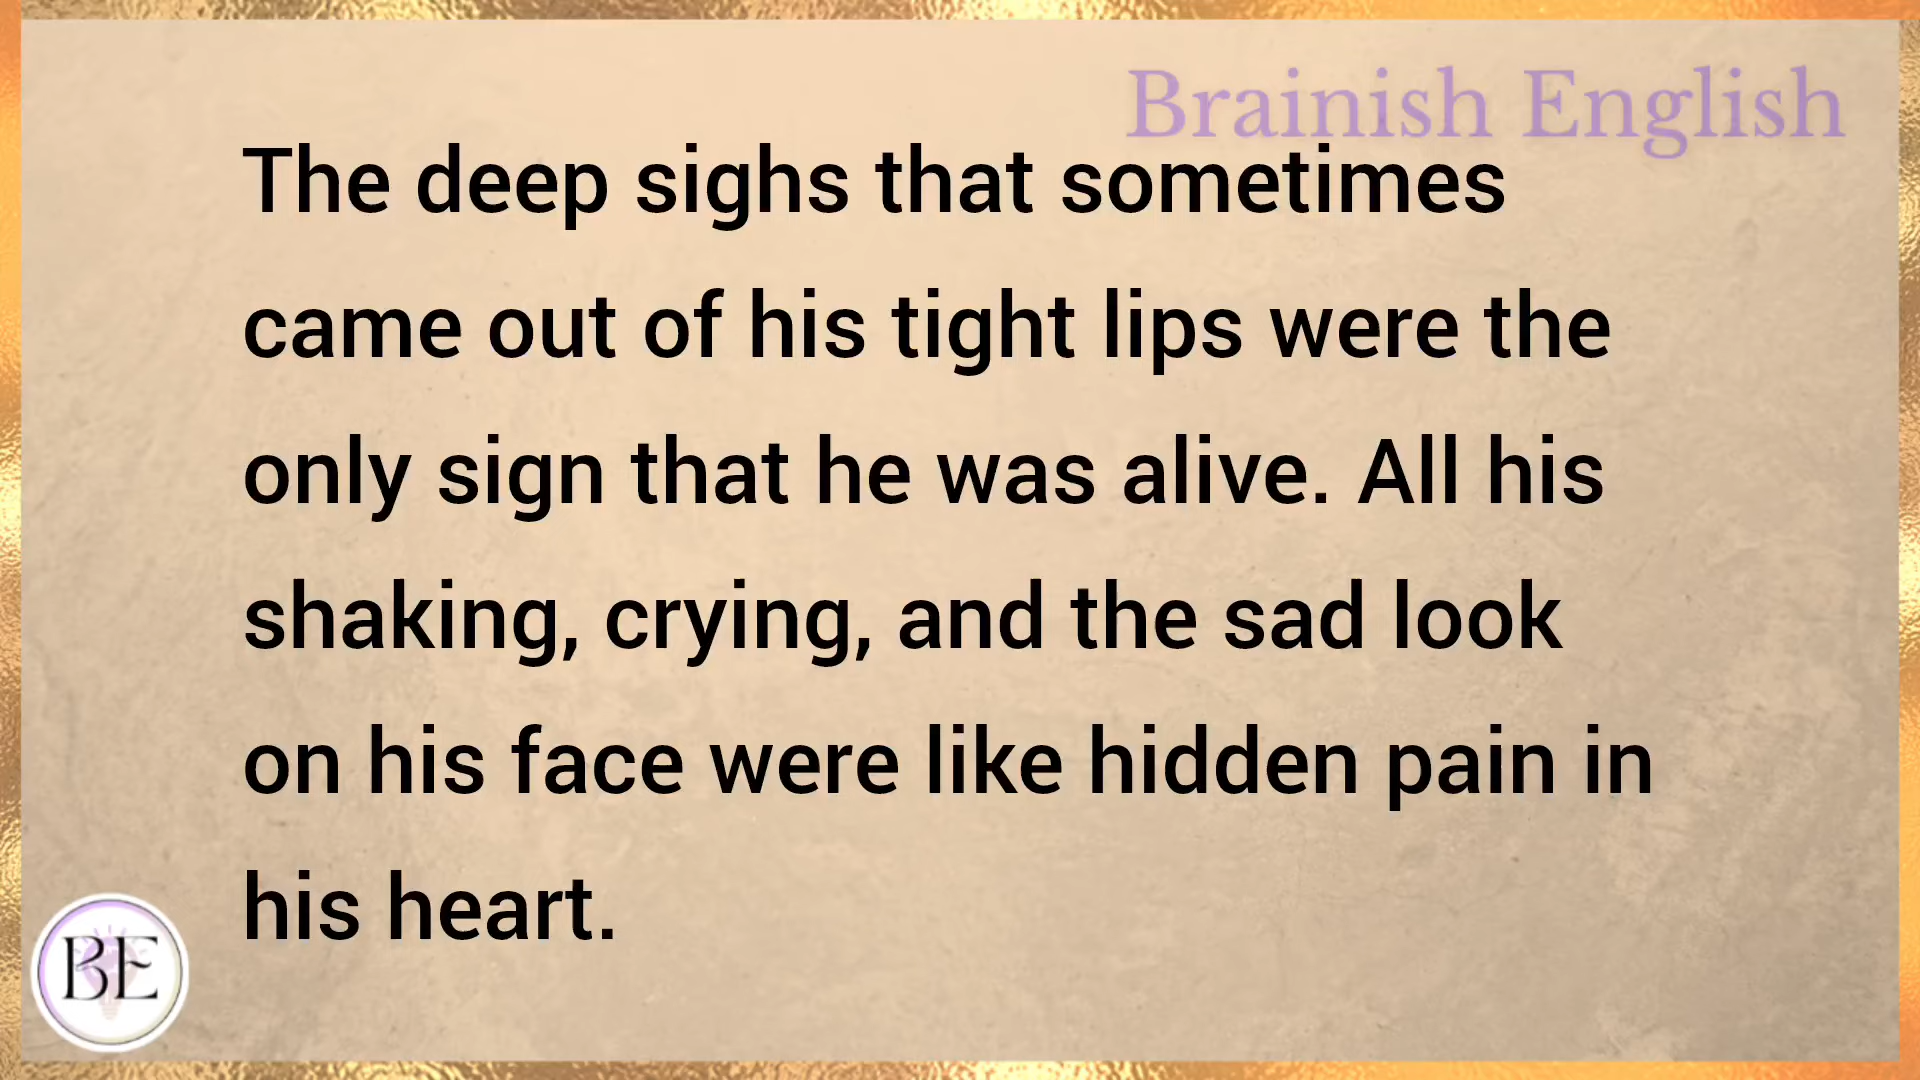 Brainish English
The deep sighs that sometimes
came out of his tight lips were the
only sign that he was alive. All his
shaking, crying, and the sad look
on his face were like hidden pain in
his heart.
BE